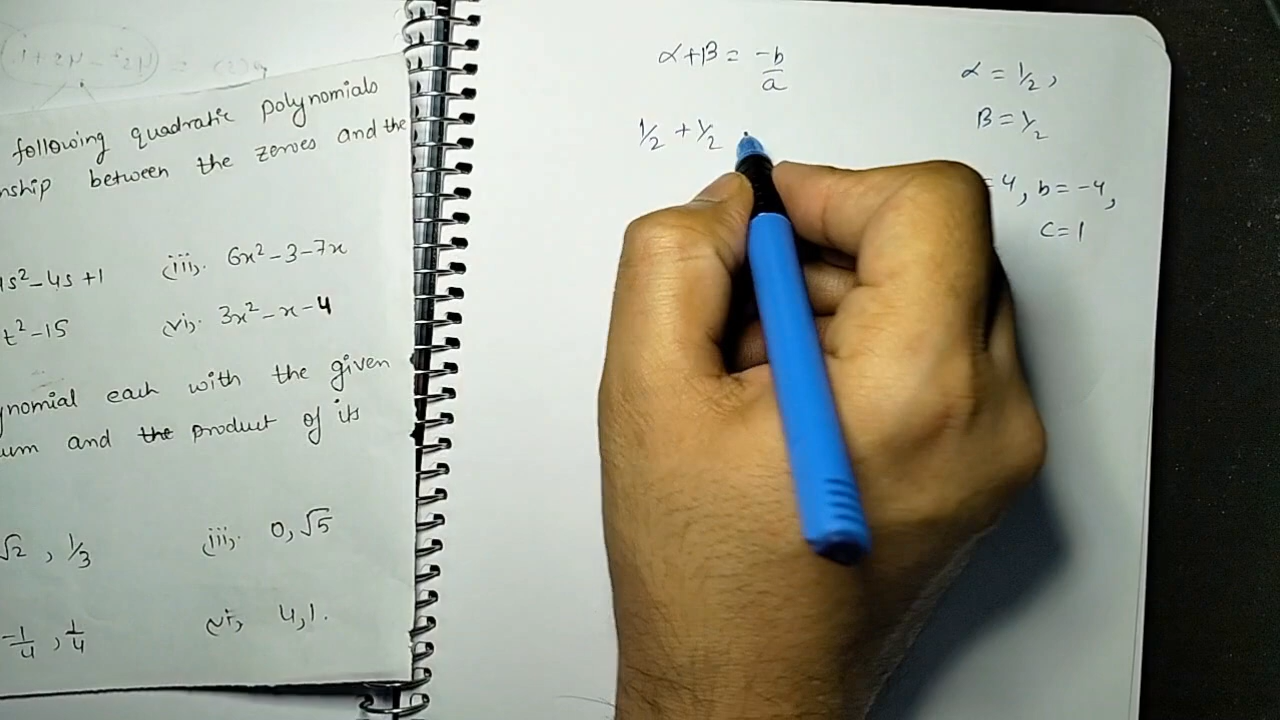 following quadratic polynomials
nship between the zeroes and the
4s² - 4s + 1 (iii). 6x² - 3 - 7x
t² - 15 (vi). 3x² - x - 4
ynomial each with the given
um and the product of its
√2 , 1/3 (iii). 0, √5
-1/4 , 1/4 (vi), 4,1.
α + β = -b/a
1/2 + 1/2
α = 1/2 ,
β = 1/2
= 4, b = -4,
c = 1